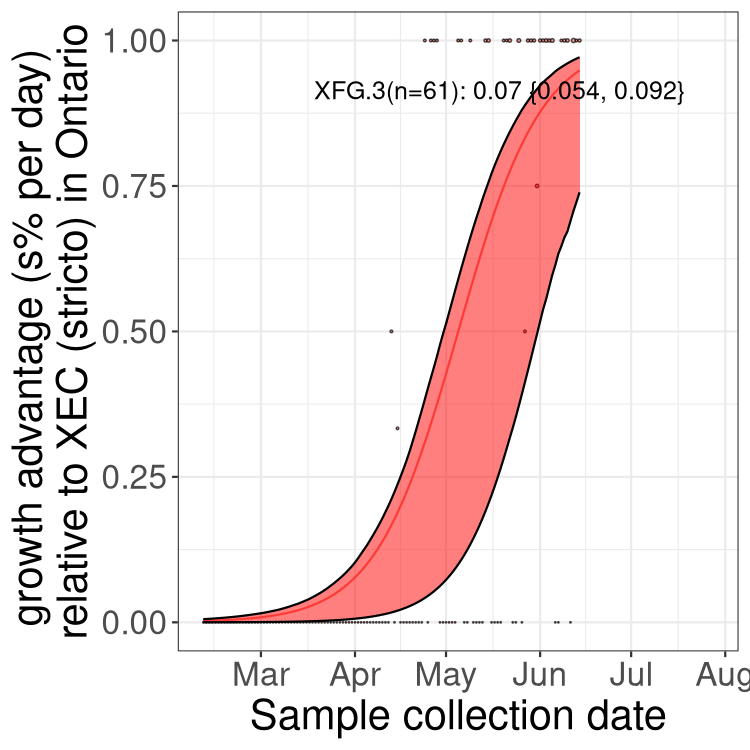 growth advantage (s% per day)
relative to XEC (stricto) in Ontario
1.00
0.75
0.50
0.25
0.00
XFG.3(n=61): 0.07 {0.054, 0.092}
Mar Apr May Jun Jul Aug
Sample collection date